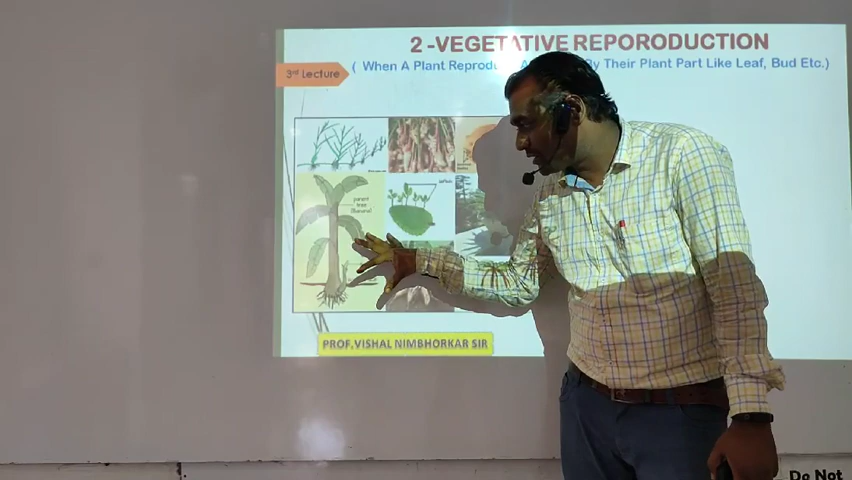 2 -VEGETATIVE REPORODUCTION
3rd Lecture
( When A Plant Reprodu By Their Plant Part Like Leaf, Bud Etc.)
parent
tree
(Banana)
PROF.VISHAL NIMBHORKAR SIR
Do Not